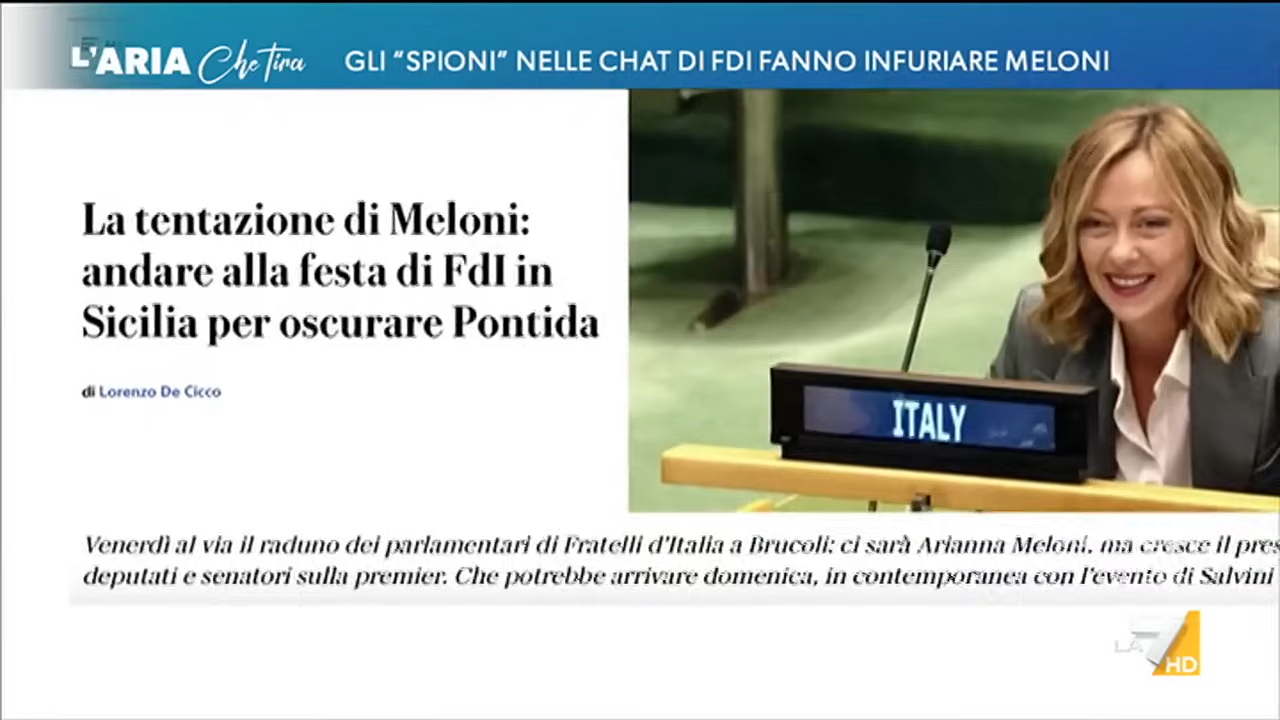 L'ARIA Che tira
GLI "SPIONI" NELLE CHAT DI FDI FANNO INFURIARE MELONI
La tentazione di Meloni:
andare alla festa di FdI in
Sicilia per oscurare Pontida
di Lorenzo De Cicco
ITALY
Venerdì al via il raduno dei parlamentari di Fratelli d'Italia a Brucoli: ci sarà Arianna Meloni, ma cresce il pres
deputati e senatori sulla premier. Che potrebbe arrivare domenica, in contemporanea con l'evento di Salvini
LA7 HD